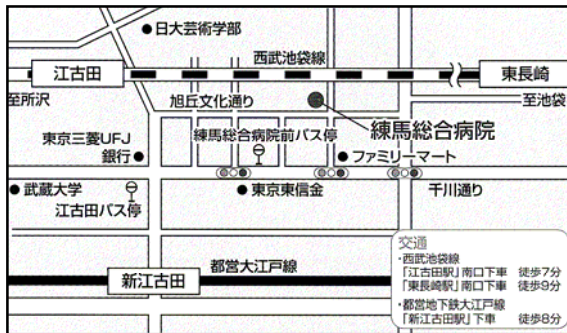 日大芸術学部
西武池袋線
江古田
東長崎
至所沢
旭丘文化通り
至池袋
練馬総合病院
東京三菱UFJ
銀行
練馬総合病院前バス停
ファミリーマート
武蔵大学
江古田バス停
東京東信金
千川通り
都営大江戸線
新江古田
交通
・西武池袋線
「江古田駅」南口下車 徒歩7分
「東長崎駅」南口下車 徒歩9分
・都営地下鉄大江戸線
「新江古田駅」下車 徒歩8分